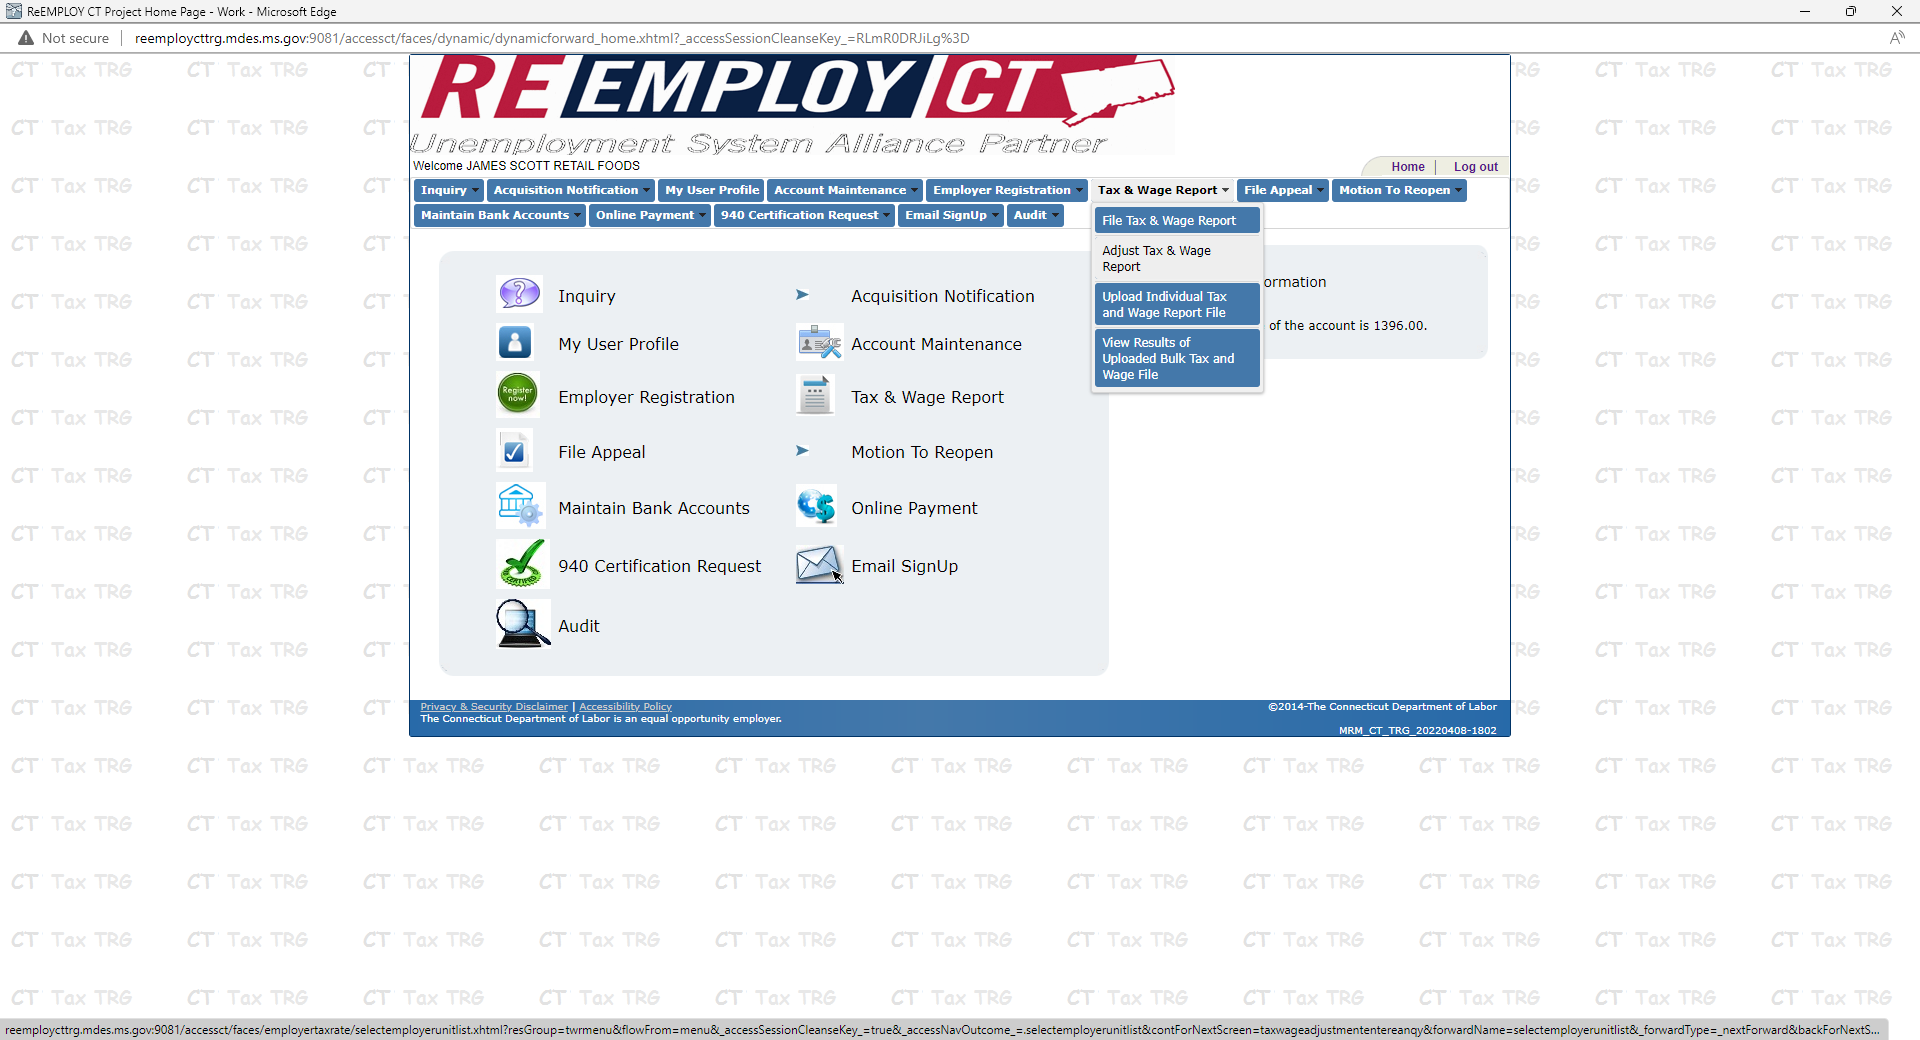 ReEMPLOY CT Project Home Page - Work - Microsoft Edge
Not secure | reemploycttrg.mdes.ms.gov:9081/accessct/faces/dynamic/dynamicforward_home.xhtml?_accessSessionCleanseKey_=RLmR0DRJiLg%3D
REEMPLOYCT
Unemployment System Alliance Partner
Welcome JAMES SCOTT RETAIL FOODS
Home | Log out
Inquiry Acquisition Notification My User Profile Account Maintenance Employer Registration Tax & Wage Report File Appeal Motion To Reopen
Maintain Bank Accounts Online Payment 940 Certification Request Email SignUp Audit
File Tax & Wage Report
Adjust Tax & Wage
Report
Upload Individual Tax
and Wage Report File
View Results of
Uploaded Bulk Tax and
Wage File
ormation
of the account is 1396.00.
Inquiry Acquisition Notification
My User Profile Account Maintenance
Register
now!
Employer Registration Tax & Wage Report
File Appeal Motion To Reopen
Maintain Bank Accounts Online Payment
940 Certification Request Email SignUp
Audit
Privacy & Security Disclaimer | Accessibility Policy
The Connecticut Department of Labor is an equal opportunity employer.
©2014-The Connecticut Department of Labor
MRM_CT_TRG_20220408-1802
CT Tax TRG
reemploycttrg.mdes.ms.gov:9081/accessct/faces/employertaxrate/selectemployerunitlist.xhtml?resGroup=twrmenu&flowFrom=menu&_accessSessionCleanseKey_=true&_accessNavOutcome_=.selectemployerunitlist&contForNextScreen=taxwageadjustmententereanqy&forwardName=selectemployerunitlist&_forwardType=_nextForward&backForNextS...